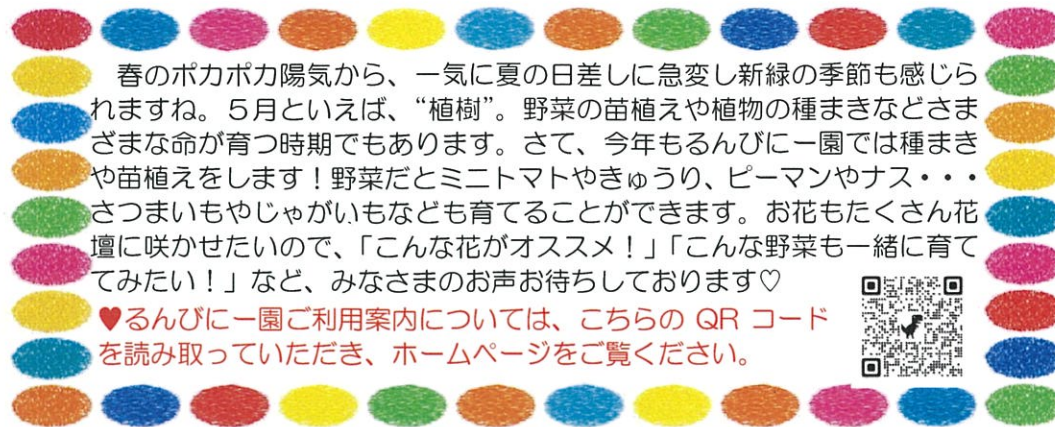 春のポカポカ陽気から、一気に夏の日差しに急変し新緑の季節も感じら
れますね。５月といえば、“植樹”。野菜の苗植えや植物の種まきなどさま
ざまな命が育つ時期でもあります。さて、今年もるんびにー園では種まき
や苗植えをします！野菜だとミニトマトやきゅうり、ピーマンやナス・・・
さつまいもやじゃがいもなども育てることができます。お花もたくさん花
壇に咲かせたいので、「こんな花がオススメ！」「こんな野菜も一緒に育て
てみたい！」など、みなさまのお声お待ちしております♡
♥るんびにー園ご利用案内については、こちらの QR コード
を読み取っていただき、ホームページをご覧ください。